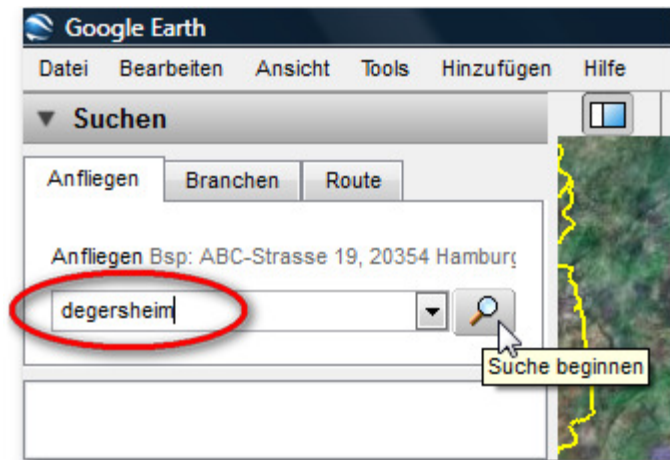 Google Earth
Datei Bearbeiten Ansicht Tools Hinzufügen Hilfe
Suchen
Anfliegen Branchen Route
Anfliegen Bsp: ABC-Strasse 19, 20354 Hamburg
degersheim
Suche beginnen